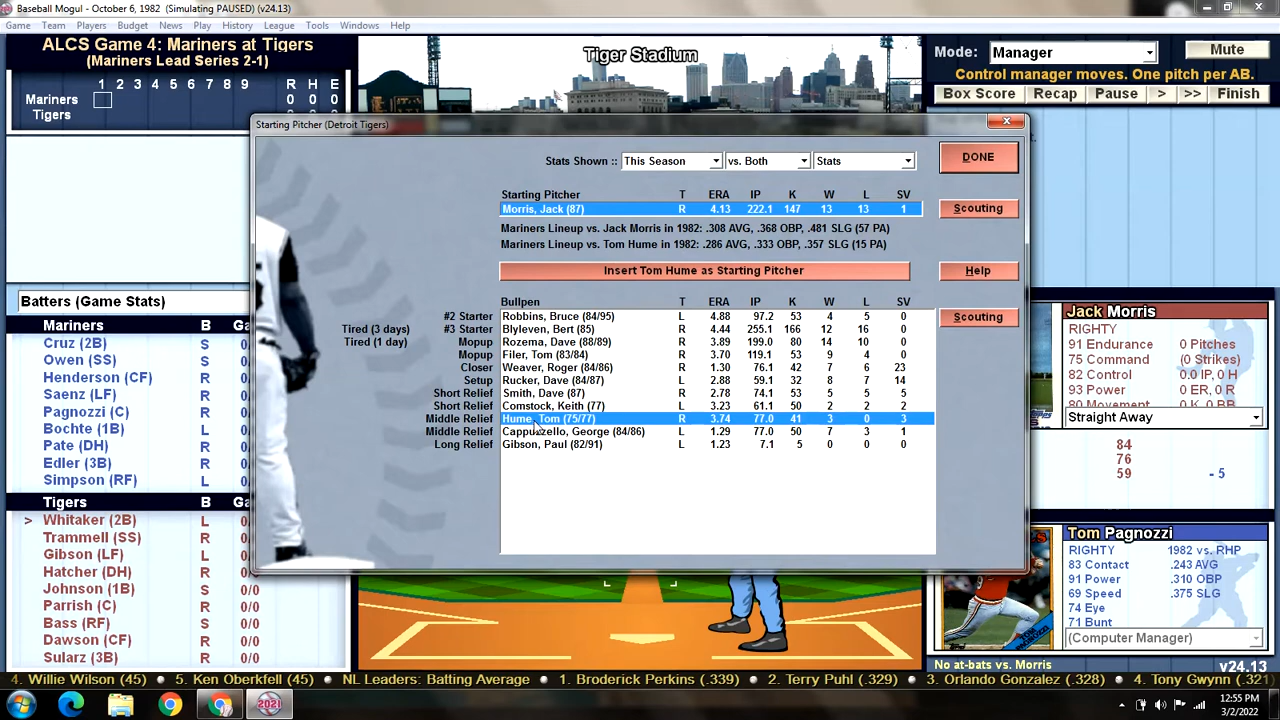 Baseball Mogul - October 6, 1982 (Simulating PAUSED) (v24.13)
Game Team Players Budget News Play History League Tools Windows Help
ALCS Game 4: Mariners at Tigers
(Mariners Lead Series 2-1)
1 2 3 4 5 6 7 8 9 R H E
Mariners 0 0 0
Tigers 0 0 0
Tiger Stadium
Mode: Manager
Mute
Control manager moves. One pitch per AB.
Box Score Recap Pause > >> Finish
Starting Pitcher (Detroit Tigers)
Stats Shown :: This Season vs. Both Stats
DONE
Starting Pitcher T ERA IP K W L SV
Morris, Jack (87) R 4.13 222.1 147 13 13 1
Scouting
Mariners Lineup vs. Jack Morris in 1982: .308 AVG, .368 OBP, .481 SLG (57 PA)
Mariners Lineup vs. Tom Hume in 1982: .286 AVG, .333 OBP, .357 SLG (15 PA)
Insert Tom Hume as Starting Pitcher
Help
Bullpen T ERA IP K W L SV
#2 Starter Robbins, Bruce (84/95) L 4.88 97.2 53 4 5 0
Scouting
Tired (3 days) #3 Starter Blyleven, Bert (85) R 4.44 255.1 166 12 16 0
Tired (1 day) Mopup Rozema, Dave (88/89) R 3.89 199.0 80 14 10 0
Mopup Filer, Tom (83/84) R 3.70 119.1 53 9 4 0
Closer Weaver, Roger (84/86) R 1.30 76.1 42 7 6 23
Setup Rucker, Dave (84/87) L 2.88 59.1 32 8 7 14
Short Relief Smith, Dave (87) R 2.78 74.1 53 5 5 5
Short Relief Comstock, Keith (77) L 3.23 61.1 50 2 2 2
Middle Relief Hume, Tom (75/77) R 3.74 77.0 41 3 0 3
Middle Relief Cappuzzello, George (84/86) L 1.29 77.0 50 7 3 1
Long Relief Gibson, Paul (82/91) L 1.23 7.1 5 0 0 0
Batters (Game Stats)
Mariners B
Cruz (2B) S
Owen (SS) S
Henderson (CF) R
Saenz (LF) R
Pagnozzi (C) R
Bochte (1B) L
Pate (DH) R
Edler (3B) R
Simpson (RF) L
Tigers B
> Whitaker (2B) L 0/0
Trammell (SS) R 0/0
Gibson (LF) L 0/0
Hatcher (DH) R 0/0
Johnson (1B) S 0/0
Parrish (C) R 0/0
Bass (RF) S 0/0
Dawson (CF) R 0/0
Sularz (3B) R 0/0
Jack Morris
RIGHTY
91 Endurance 0 Pitches
75 Command (0 Strikes)
82 Control 0.0 IP, 0 H
93 Power 0 ER, 0 R
80 Movement
Straight Away
84
76
59 - 5
Tom Pagnozzi
RIGHTY 1982 vs. RHP
83 Contact .243 AVG
91 Power .310 OBP
69 Speed .375 SLG
74 Eye
71 Bunt
(Computer Manager)
No at-bats vs. Morris v24.13
4. Willie Wilson (45) • 5. Ken Oberkfell (45) NL Leaders: Batting Average • 1. Broderick Perkins (.339) • 2. Terry Puhl (.329) • 3. Orlando Gonzalez (.328) • 4. Tony Gwynn (.321)
2021
12:55 PM
3/2/2022